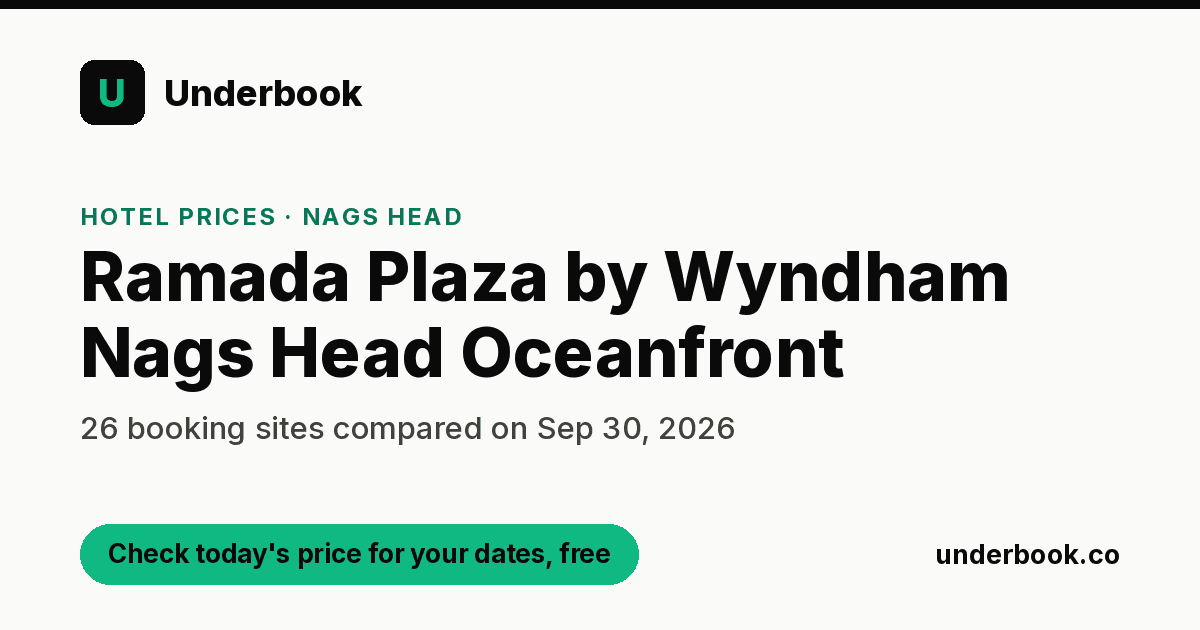 U Underbook
HOTEL PRICES · NAGS HEAD
Ramada Plaza by Wyndham
Nags Head Oceanfront
26 booking sites compared on Sep 30, 2026
Check today's price for your dates, free
underbook.co